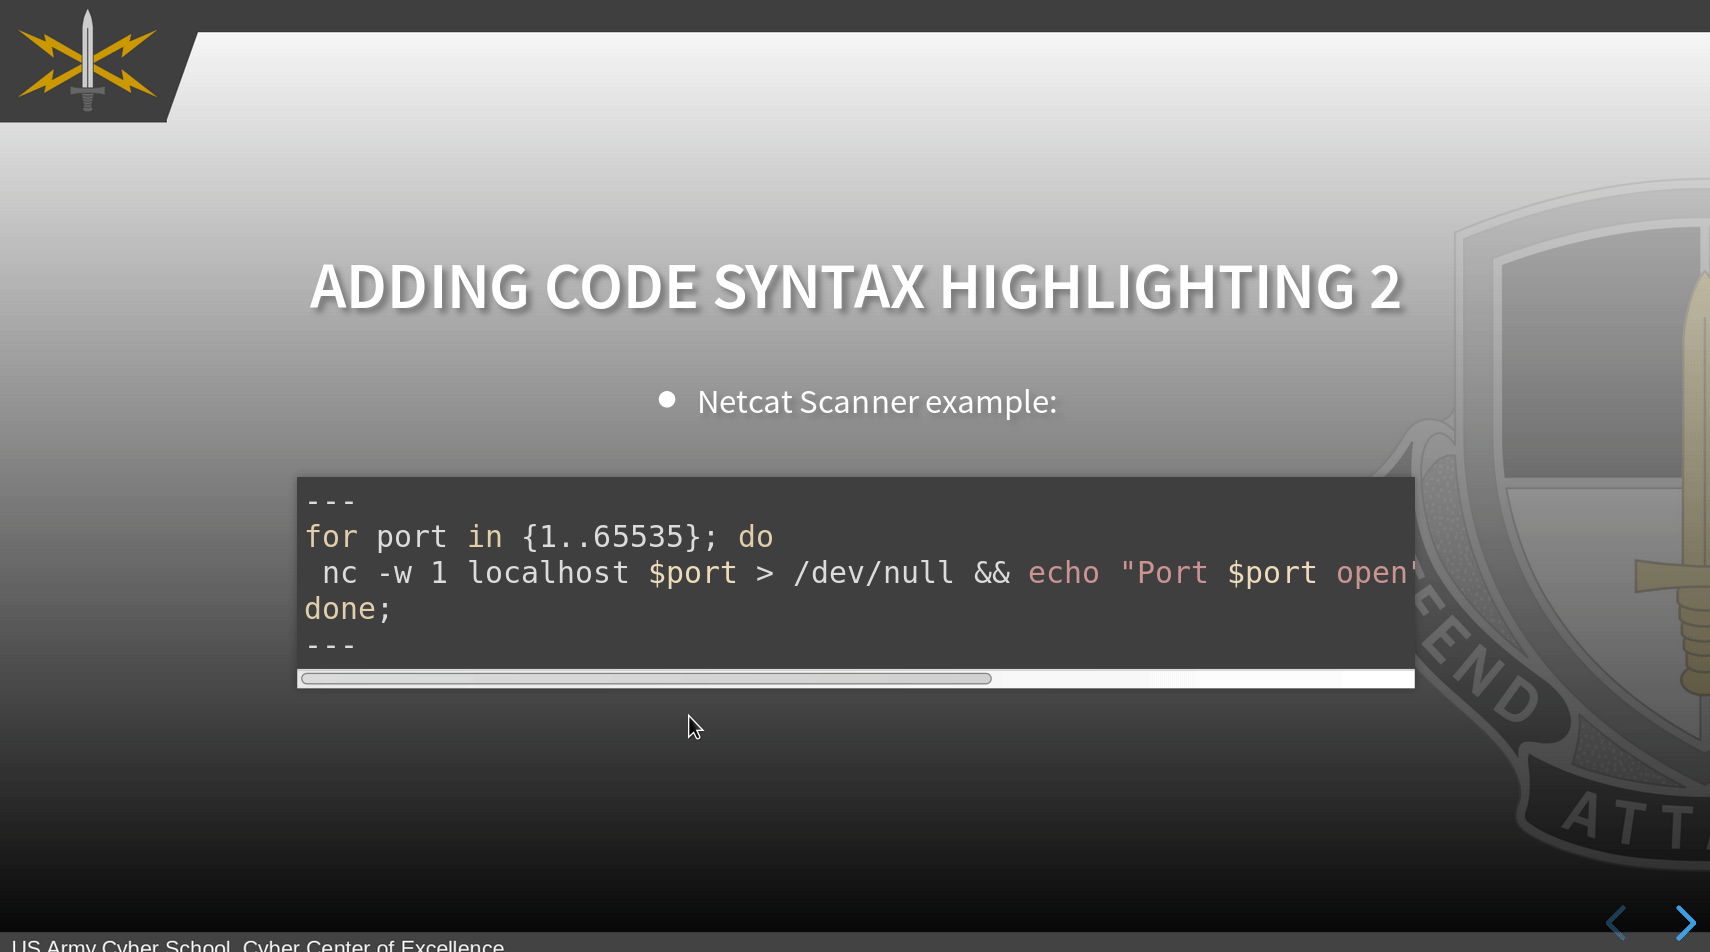 ADDING CODE SYNTAX HIGHLIGHTING 2
Netcat Scanner example:
---
for port in {1..65535}; do
 nc -w 1 localhost $port > /dev/null && echo "Port $port open"
done;
---
FEND
ATT
US Army Cyber School, Cyber Center of Excellence